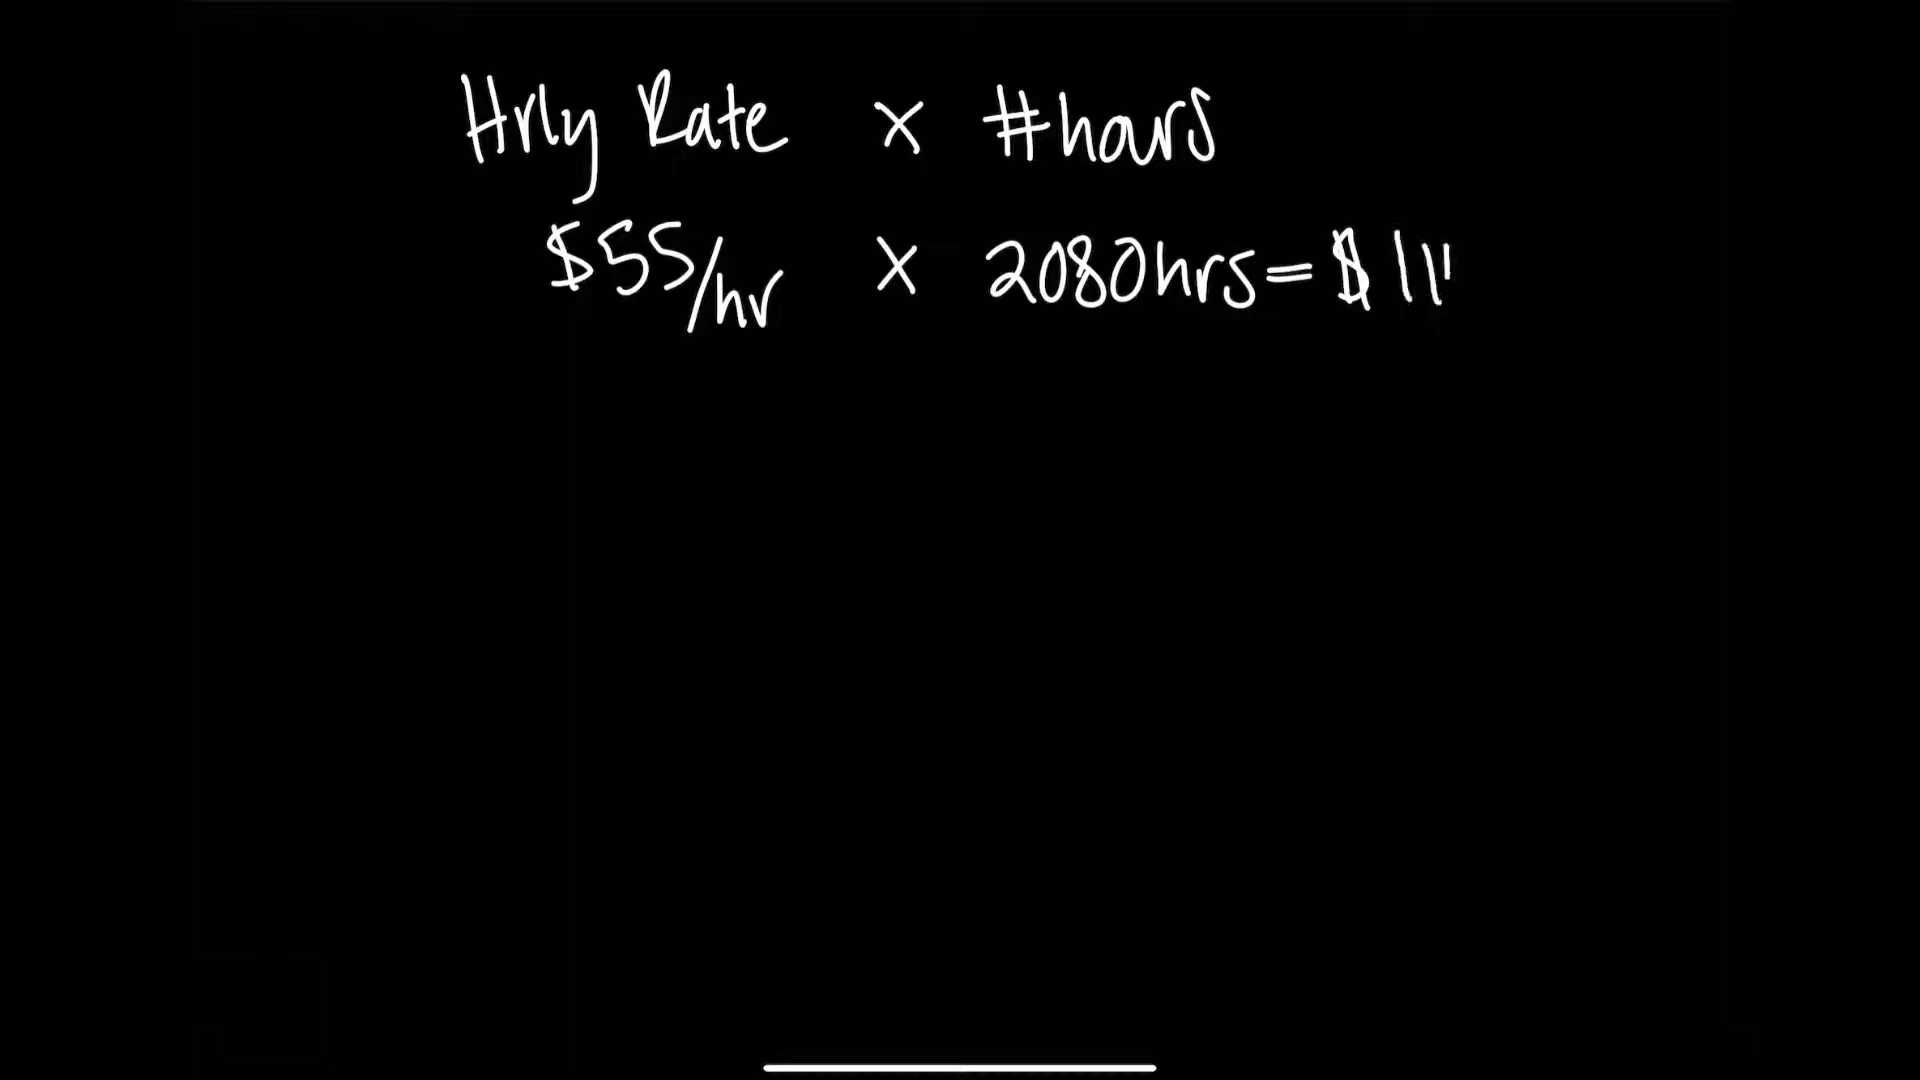 Hrly Rate x #hours
$55/hr x 2080hrs = $11